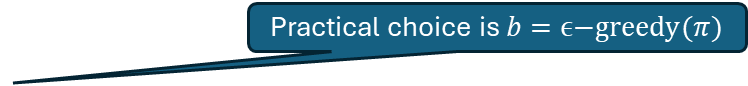 Practical choice is b = ϵ−greedy(π)